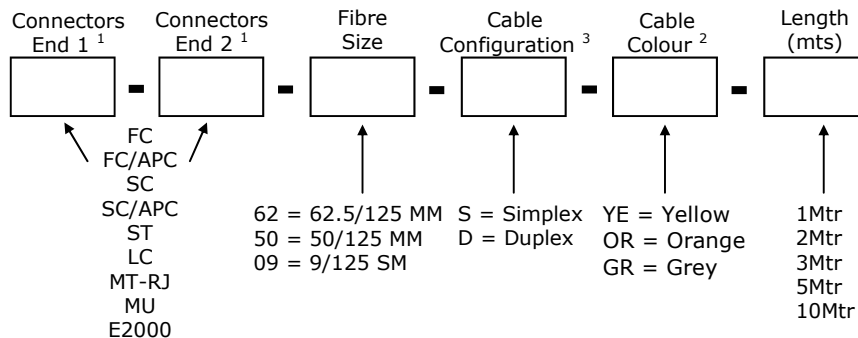 Connectors
End 1 ¹
Connectors
End 2 ¹
Fibre
Size
Cable
Configuration ³
Cable
Colour ²
Length
(mts)
- - - - -
FC
FC/APC
SC
SC/APC
ST
LC
MT-RJ
MU
E2000
62 = 62.5/125 MM
50 = 50/125 MM
09 = 9/125 SM
S = Simplex
D = Duplex
YE = Yellow
OR = Orange
GR = Grey
1Mtr
2Mtr
3Mtr
5Mtr
10Mtr